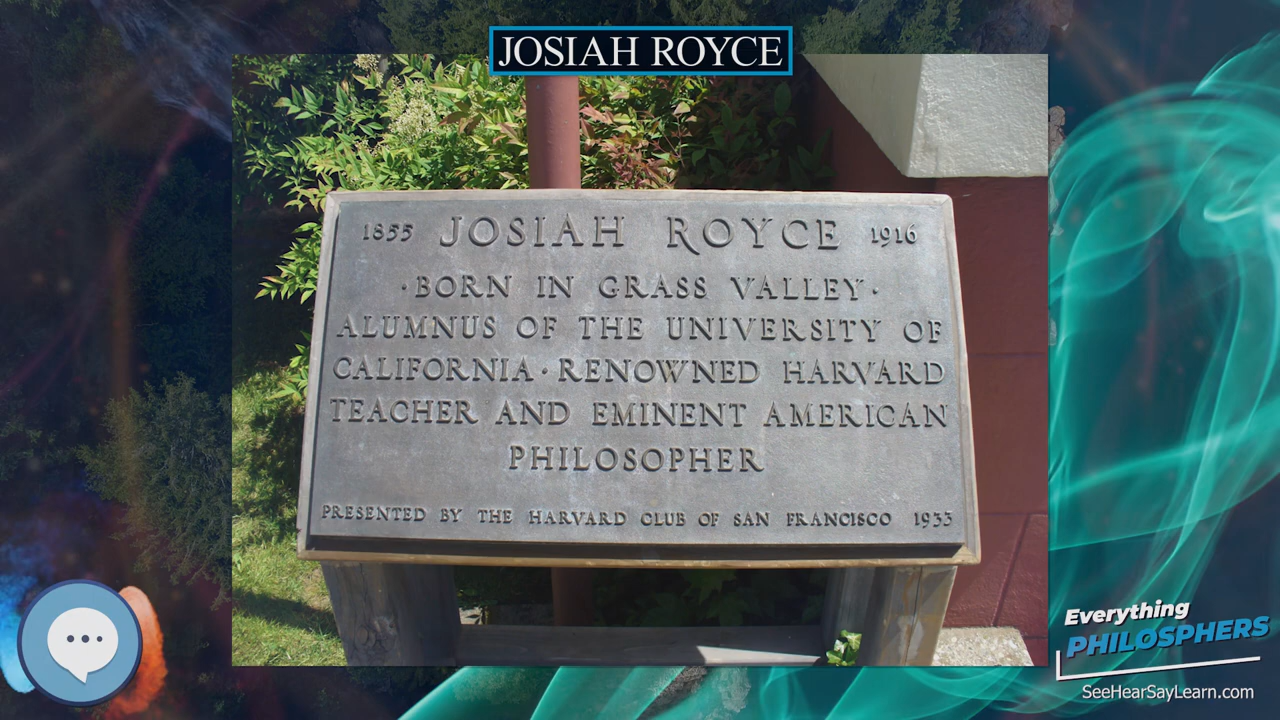 JOSIAH ROYCE
1855 JOSIAH ROYCE 1916
· BORN IN GRASS VALLEY ·
ALUMNUS OF THE UNIVERSITY OF
CALIFORNIA · RENOWNED HARVARD
TEACHER AND EMINENT AMERICAN
PHILOSOPHER
PRESENTED BY THE HARVARD CLUB OF SAN FRANCISCO 1933
Everything
PHILOSPHERS
SeeHearSayLearn.com